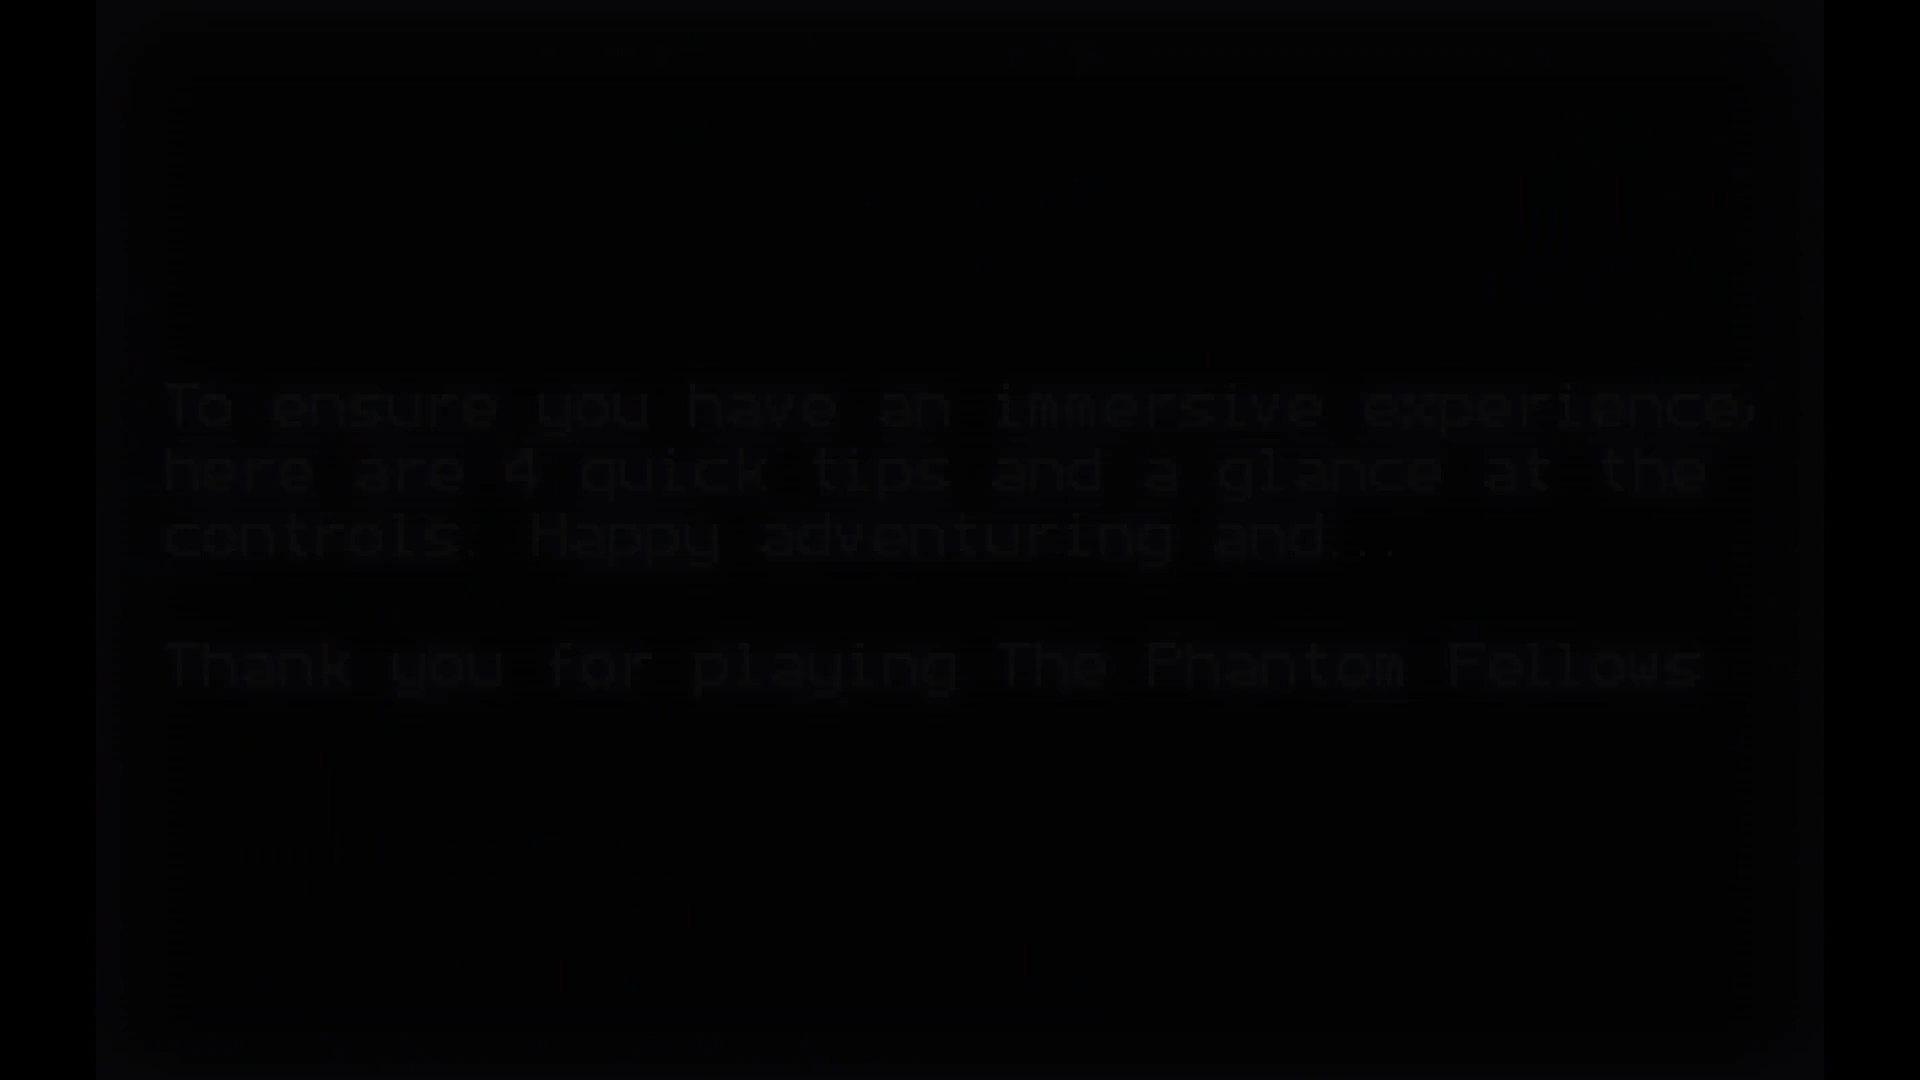 To ensure you have an immersive experience,
here are 4 quick tips and a glance at the
controls. Happy adventuring and...
Thank you for playing The Phantom Fellows